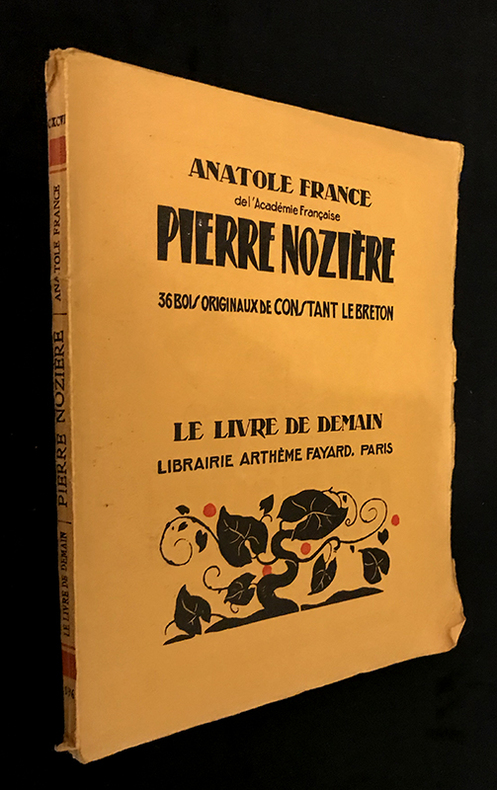 ANATOLE FRANCE
de l'Académie Française
PIERRE NOZIÈRE
36 BOIS ORIGINAUX DE CONSTANT LE BRETON
LE LIVRE DE DEMAIN
LIBRAIRIE ARTHÈME FAYARD. PARIS
ANATOLE FRANCE
PIERRE NOZIÈRE
LE LIVRE DE DEMAIN